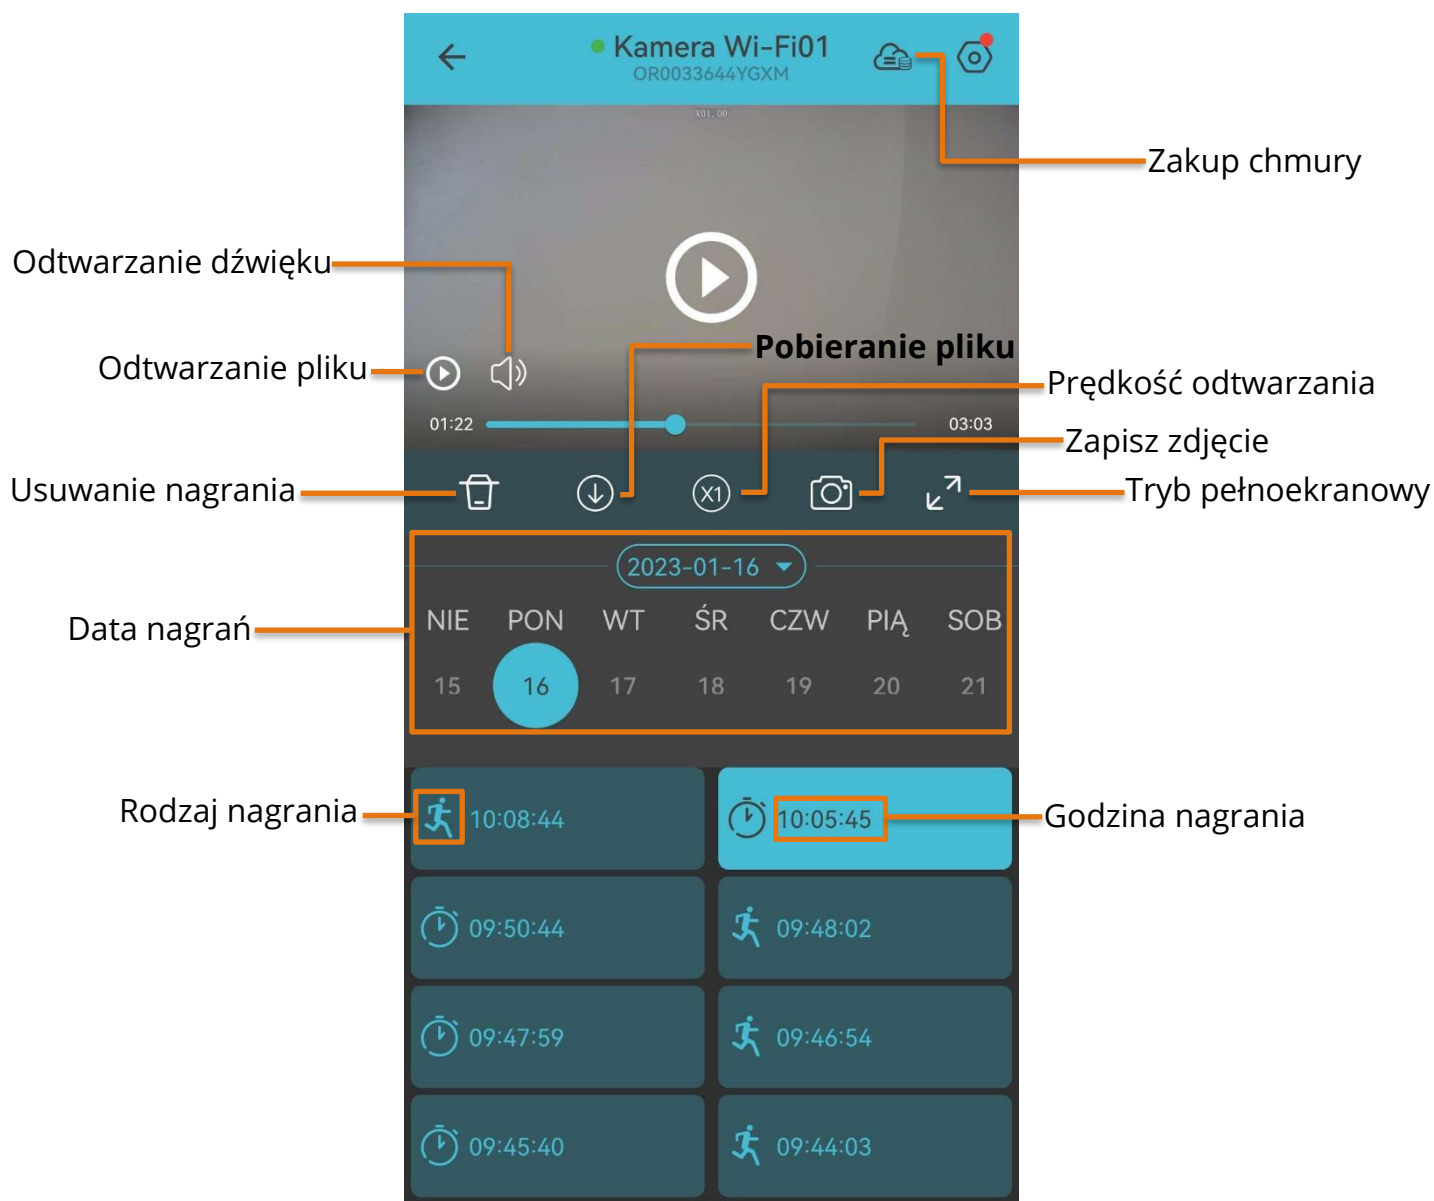 Kamera Wi-Fi01
OR0033644YGXM
X01.00
Zakup chmury
Odtwarzanie dźwięku
Pobieranie pliku
Odtwarzanie pliku
Prędkość odtwarzania
01:22
03:03
Zapisz zdjęcie
Usuwanie nagrania
X1
Tryb pełnoekranowy
2023-01-16
NIE PON WT ŚR CZW PIĄ SOB
Data nagrań
15 16 17 18 19 20 21
Rodzaj nagrania
10:08:44
10:05:45
Godzina nagrania
09:50:44
09:48:02
09:47:59
09:46:54
09:45:40
09:44:03